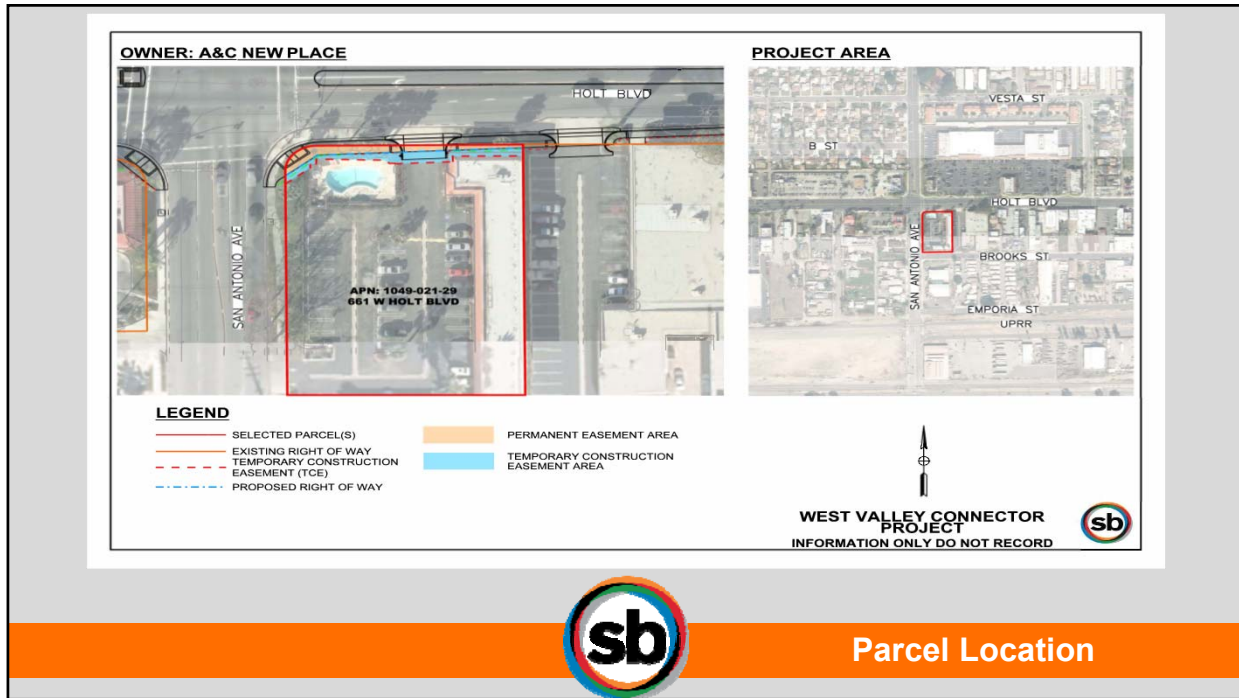 OWNER: A&C NEW PLACE
HOLT BLVD
SAN ANTONIO AVE
APN: 1049-021-29
661 W HOLT BLVD
PROJECT AREA
VESTA ST
B ST
HOLT BLVD
SAN ANTONIO AVE
BROOKS ST
EMPORIA ST
UPRR
LEGEND
SELECTED PARCEL(S)
EXISTING RIGHT OF WAY
TEMPORARY CONSTRUCTION
EASEMENT (TCE)
PROPOSED RIGHT OF WAY
PERMANENT EASEMENT AREA
TEMPORARY CONSTRUCTION
EASEMENT AREA
WEST VALLEY CONNECTOR
PROJECT
INFORMATION ONLY DO NOT RECORD
sb
sb
Parcel Location